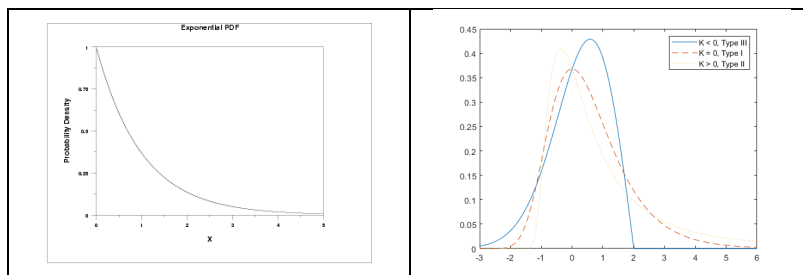 Exponential PDF
1
0.75
0.5
0.25
0
Probability Density
0 1 2 3 4 5
X
0.45
0.4
0.35
0.3
0.25
0.2
0.15
0.1
0.05
0
-3 -2 -1 0 1 2 3 4 5 6
K < 0, Type III
K = 0, Type I
K > 0, Type II